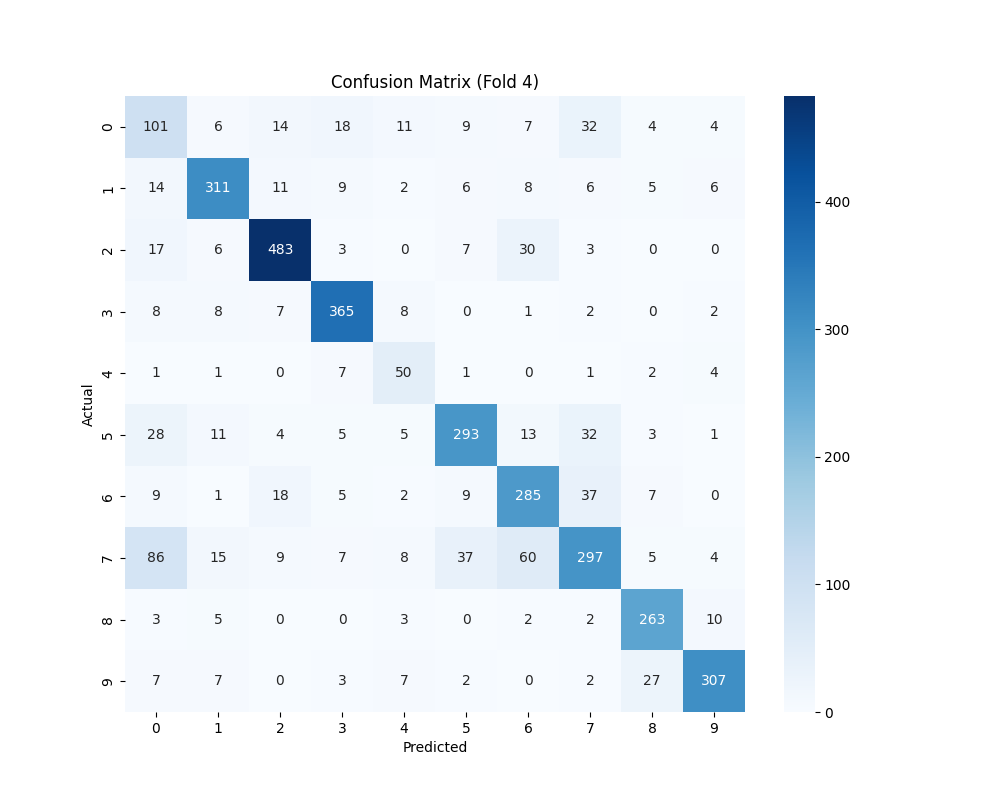 Confusion Matrix (Fold 4)
Actual
0 101 6 14 18 11 9 7 32 4 4
1 14 311 11 9 2 6 8 6 5 6
2 17 6 483 3 0 7 30 3 0 0
3 8 8 7 365 8 0 1 2 0 2
4 1 1 0 7 50 1 0 1 2 4
5 28 11 4 5 5 293 13 32 3 1
6 9 1 18 5 2 9 285 37 7 0
7 86 15 9 7 8 37 60 297 5 4
8 3 5 0 0 3 0 2 2 263 10
9 7 7 0 3 7 2 0 2 27 307
0 1 2 3 4 5 6 7 8 9
Predicted
400
300
200
100
0